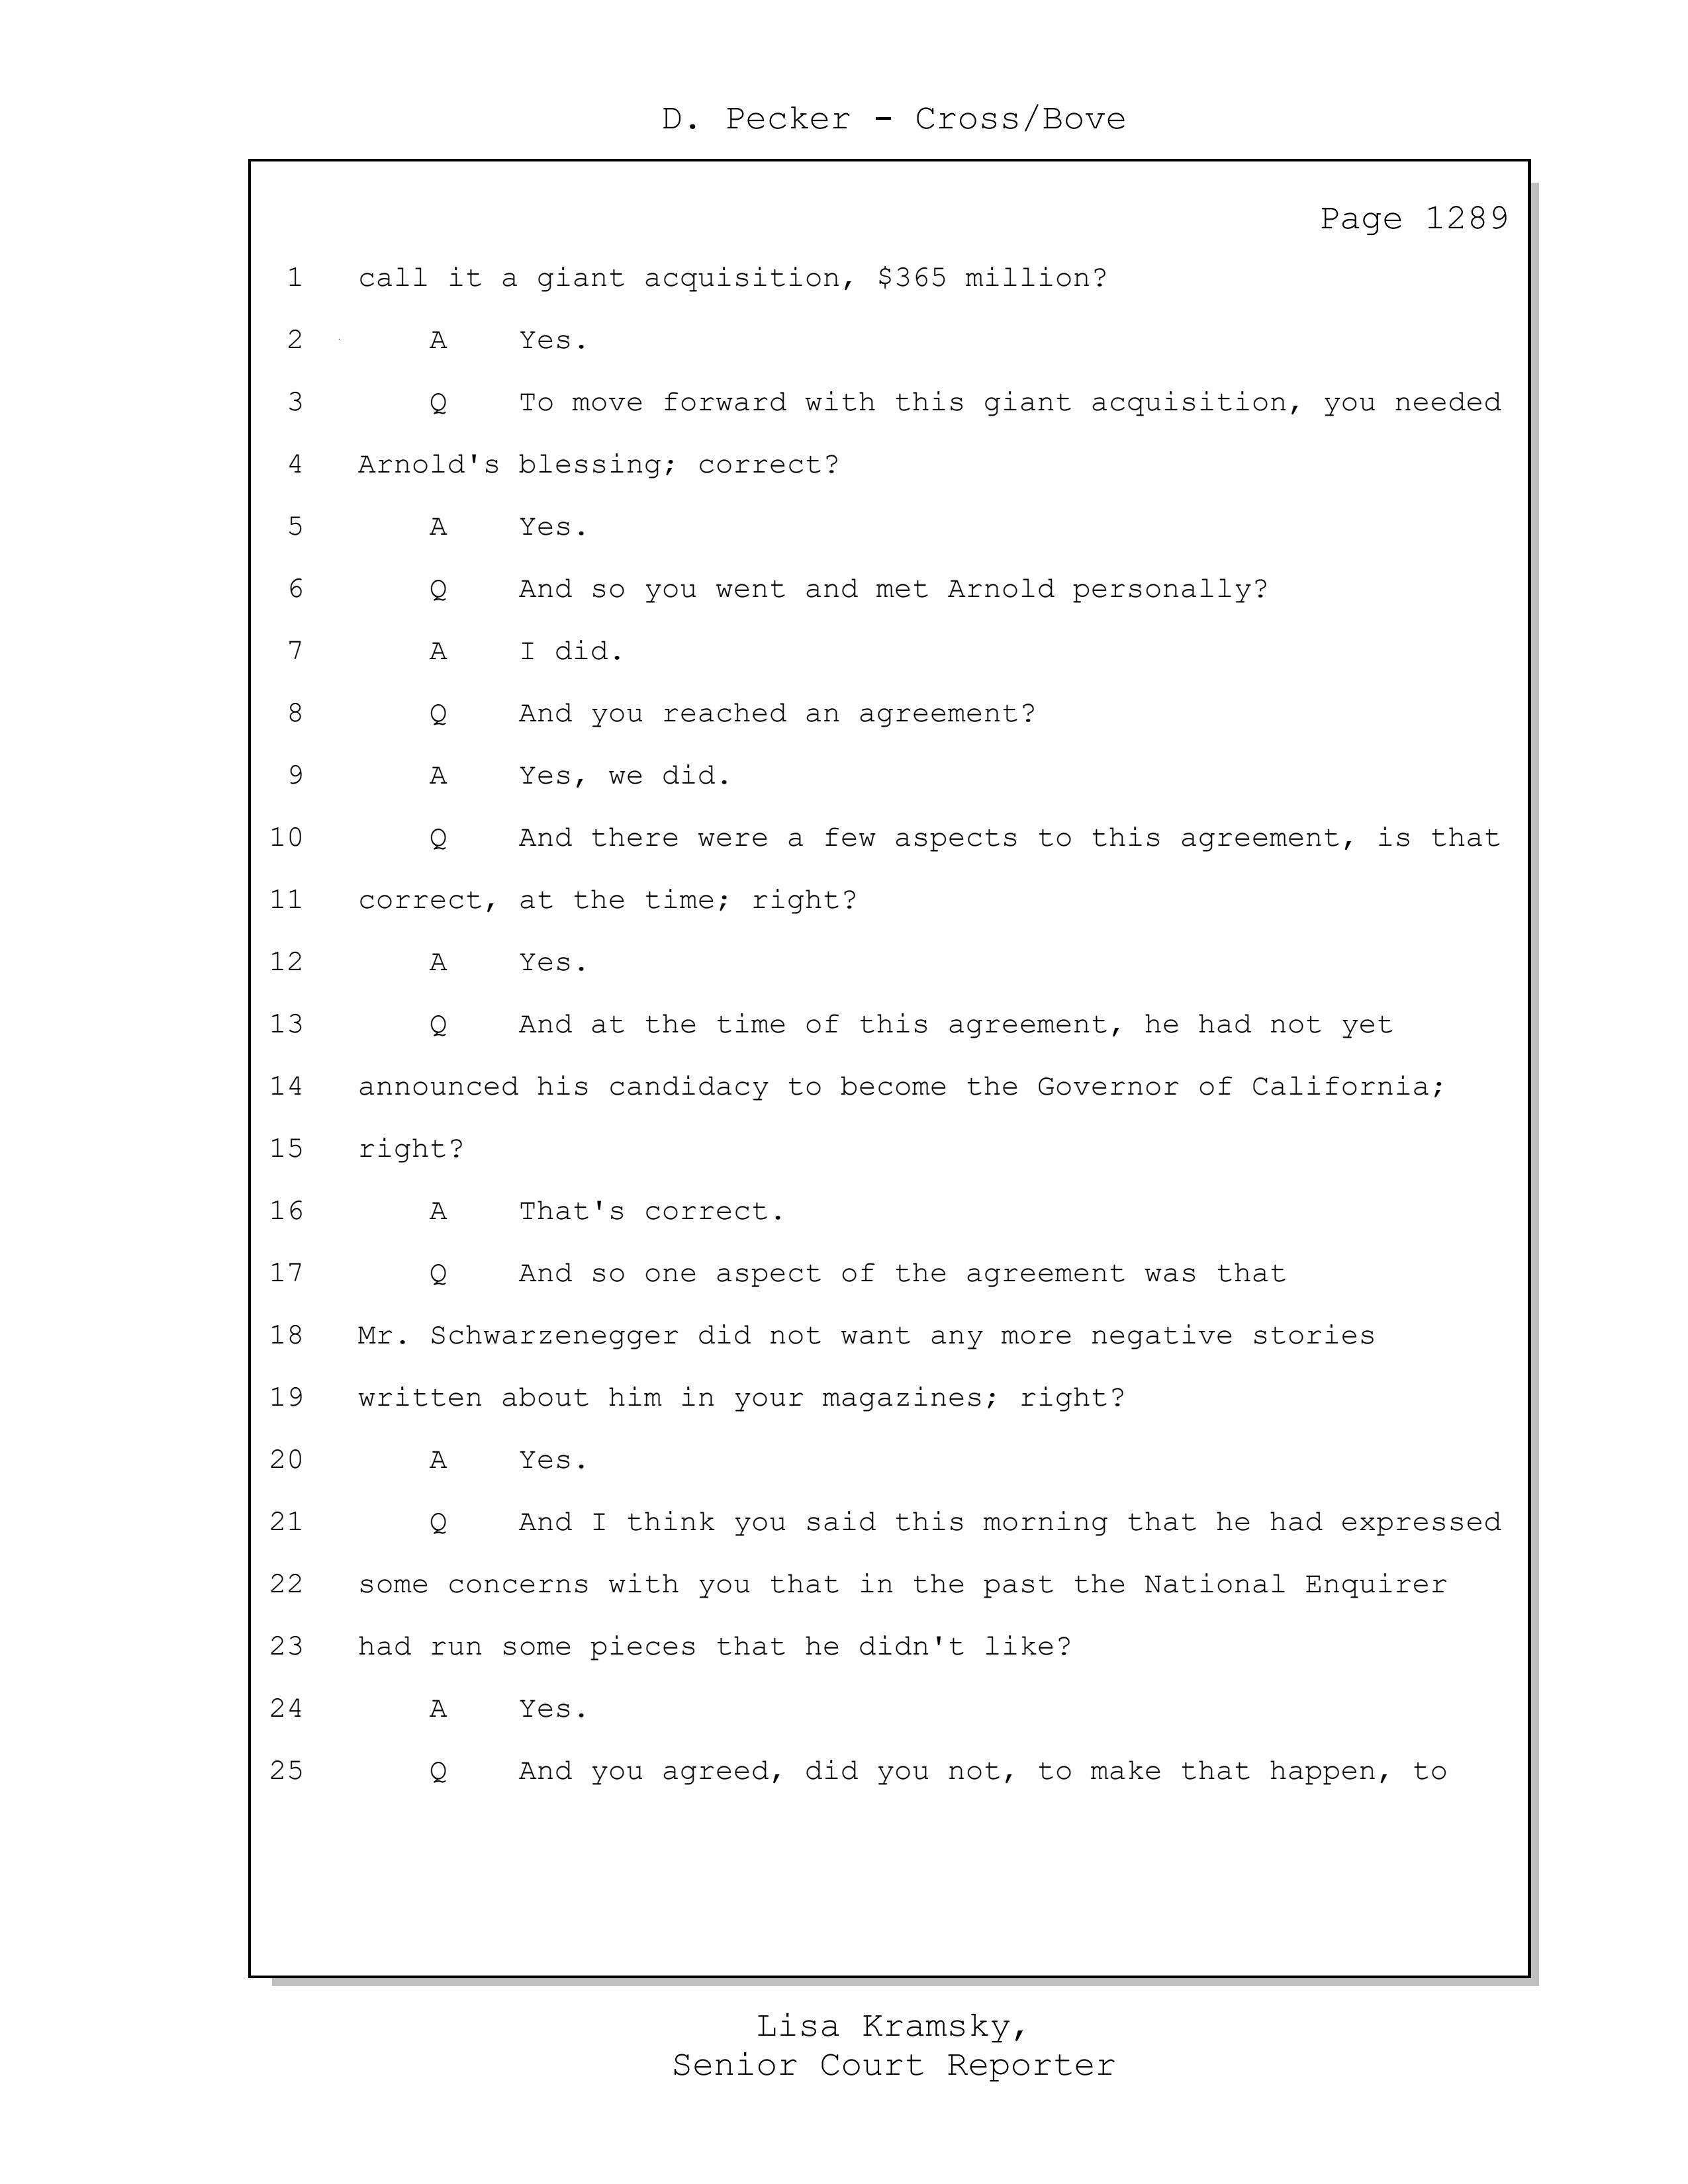 D. Pecker - Cross/Bove
Page 1289
1 call it a giant acquisition, $365 million?
2 A Yes.
3 Q To move forward with this giant acquisition, you needed
4 Arnold's blessing; correct?
5 A Yes.
6 Q And so you went and met Arnold personally?
7 A I did.
8 Q And you reached an agreement?
9 A Yes, we did.
10 Q And there were a few aspects to this agreement, is that
11 correct, at the time; right?
12 A Yes.
13 Q And at the time of this agreement, he had not yet
14 announced his candidacy to become the Governor of California;
15 right?
16 A That's correct.
17 Q And so one aspect of the agreement was that
18 Mr. Schwarzenegger did not want any more negative stories
19 written about him in your magazines; right?
20 A Yes.
21 Q And I think you said this morning that he had expressed
22 some concerns with you that in the past the National Enquirer
23 had run some pieces that he didn't like?
24 A Yes.
25 Q And you agreed, did you not, to make that happen, to
Lisa Kramsky,
Senior Court Reporter